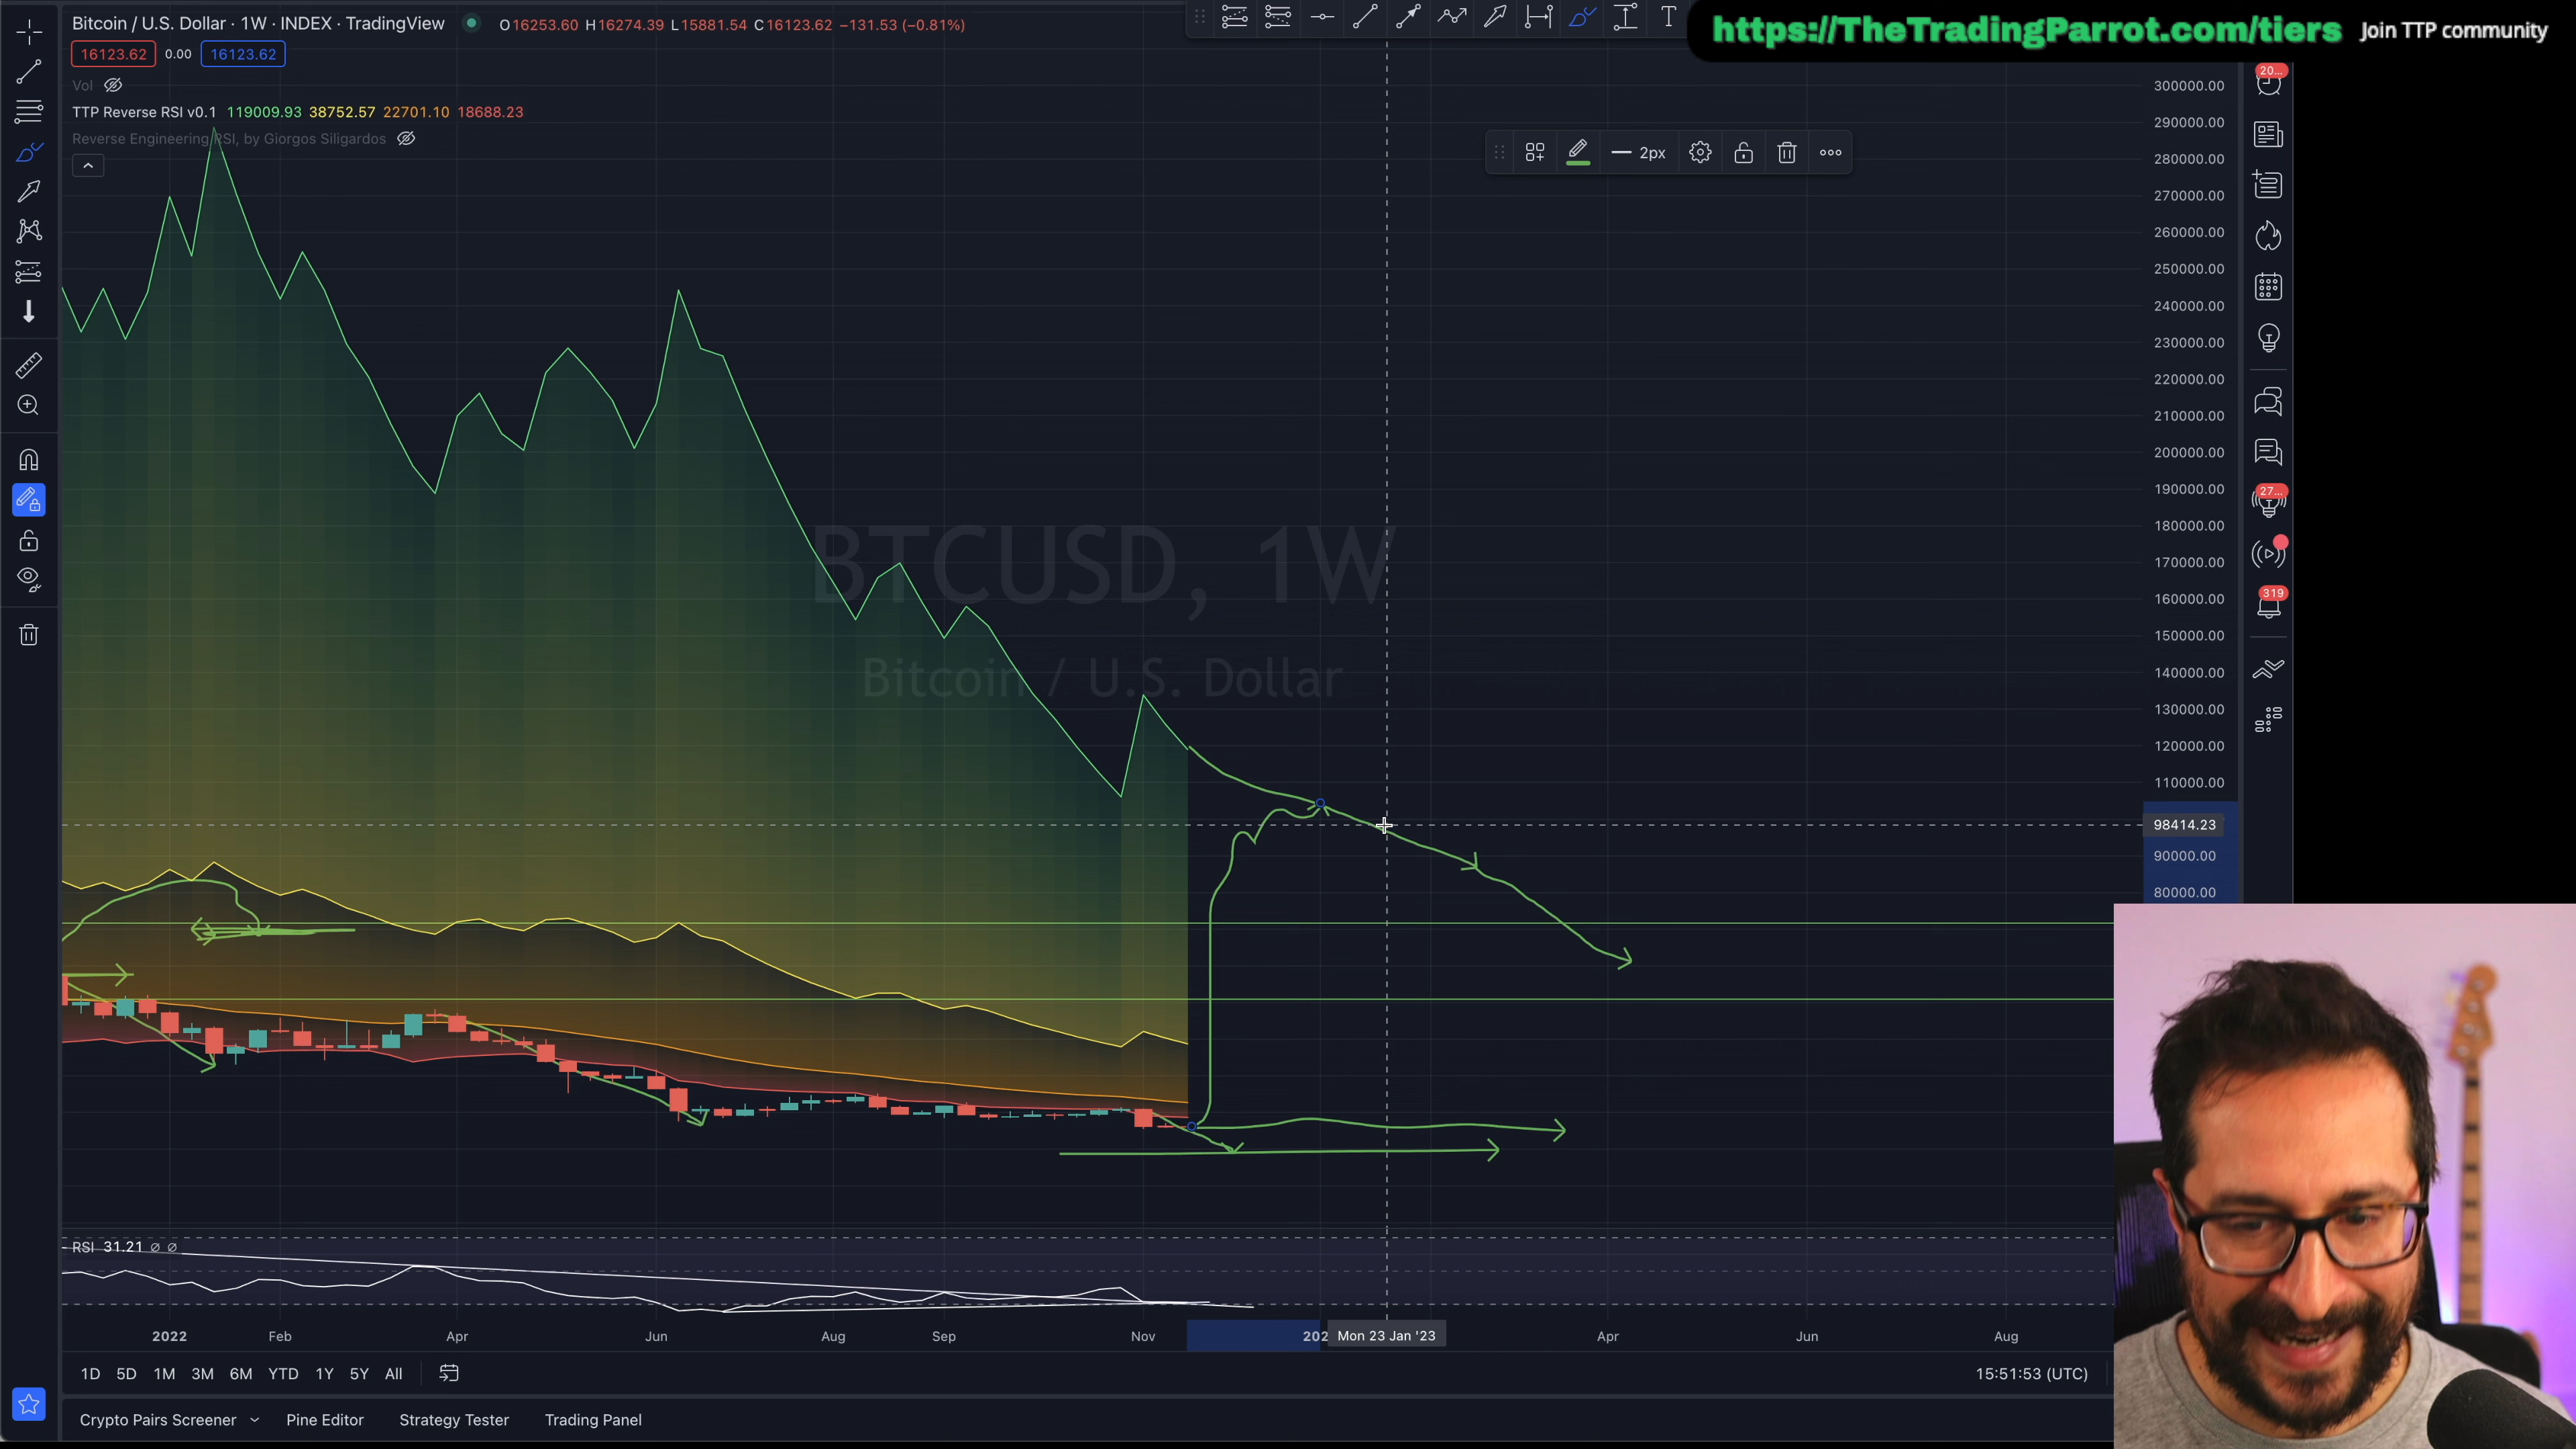 Bitcoin / U.S. Dollar · 1W · INDEX · TradingView O16253.60 H16274.39 L15881.54 C16123.62 −131.53 (−0.81%)
16123.62 0.00 16123.62
Vol
TTP Reverse RSI v0.1 119009.93 38752.57 22701.10 18688.23
Reverse Engineering RSI, by Giorgos Siligardos
T
https://TheTradingParrot.com/tiers Join TTP community
2px
300000.00
290000.00
280000.00
270000.00
260000.00
250000.00
240000.00
230000.00
220000.00
210000.00
200000.00
190000.00
180000.00
170000.00
160000.00
150000.00
140000.00
130000.00
120000.00
110000.00
98414.23
90000.00
80000.00
20...
27...
319
BTCUSD, 1W
Bitcoin / U.S. Dollar
RSI 31.21 ∅ ∅
2022 Feb Apr Jun Aug Sep Nov 202 Mon 23 Jan '23 Apr Jun Aug
1D 5D 1M 3M 6M YTD 1Y 5Y All 15:51:53 (UTC)
Crypto Pairs Screener Pine Editor Strategy Tester Trading Panel